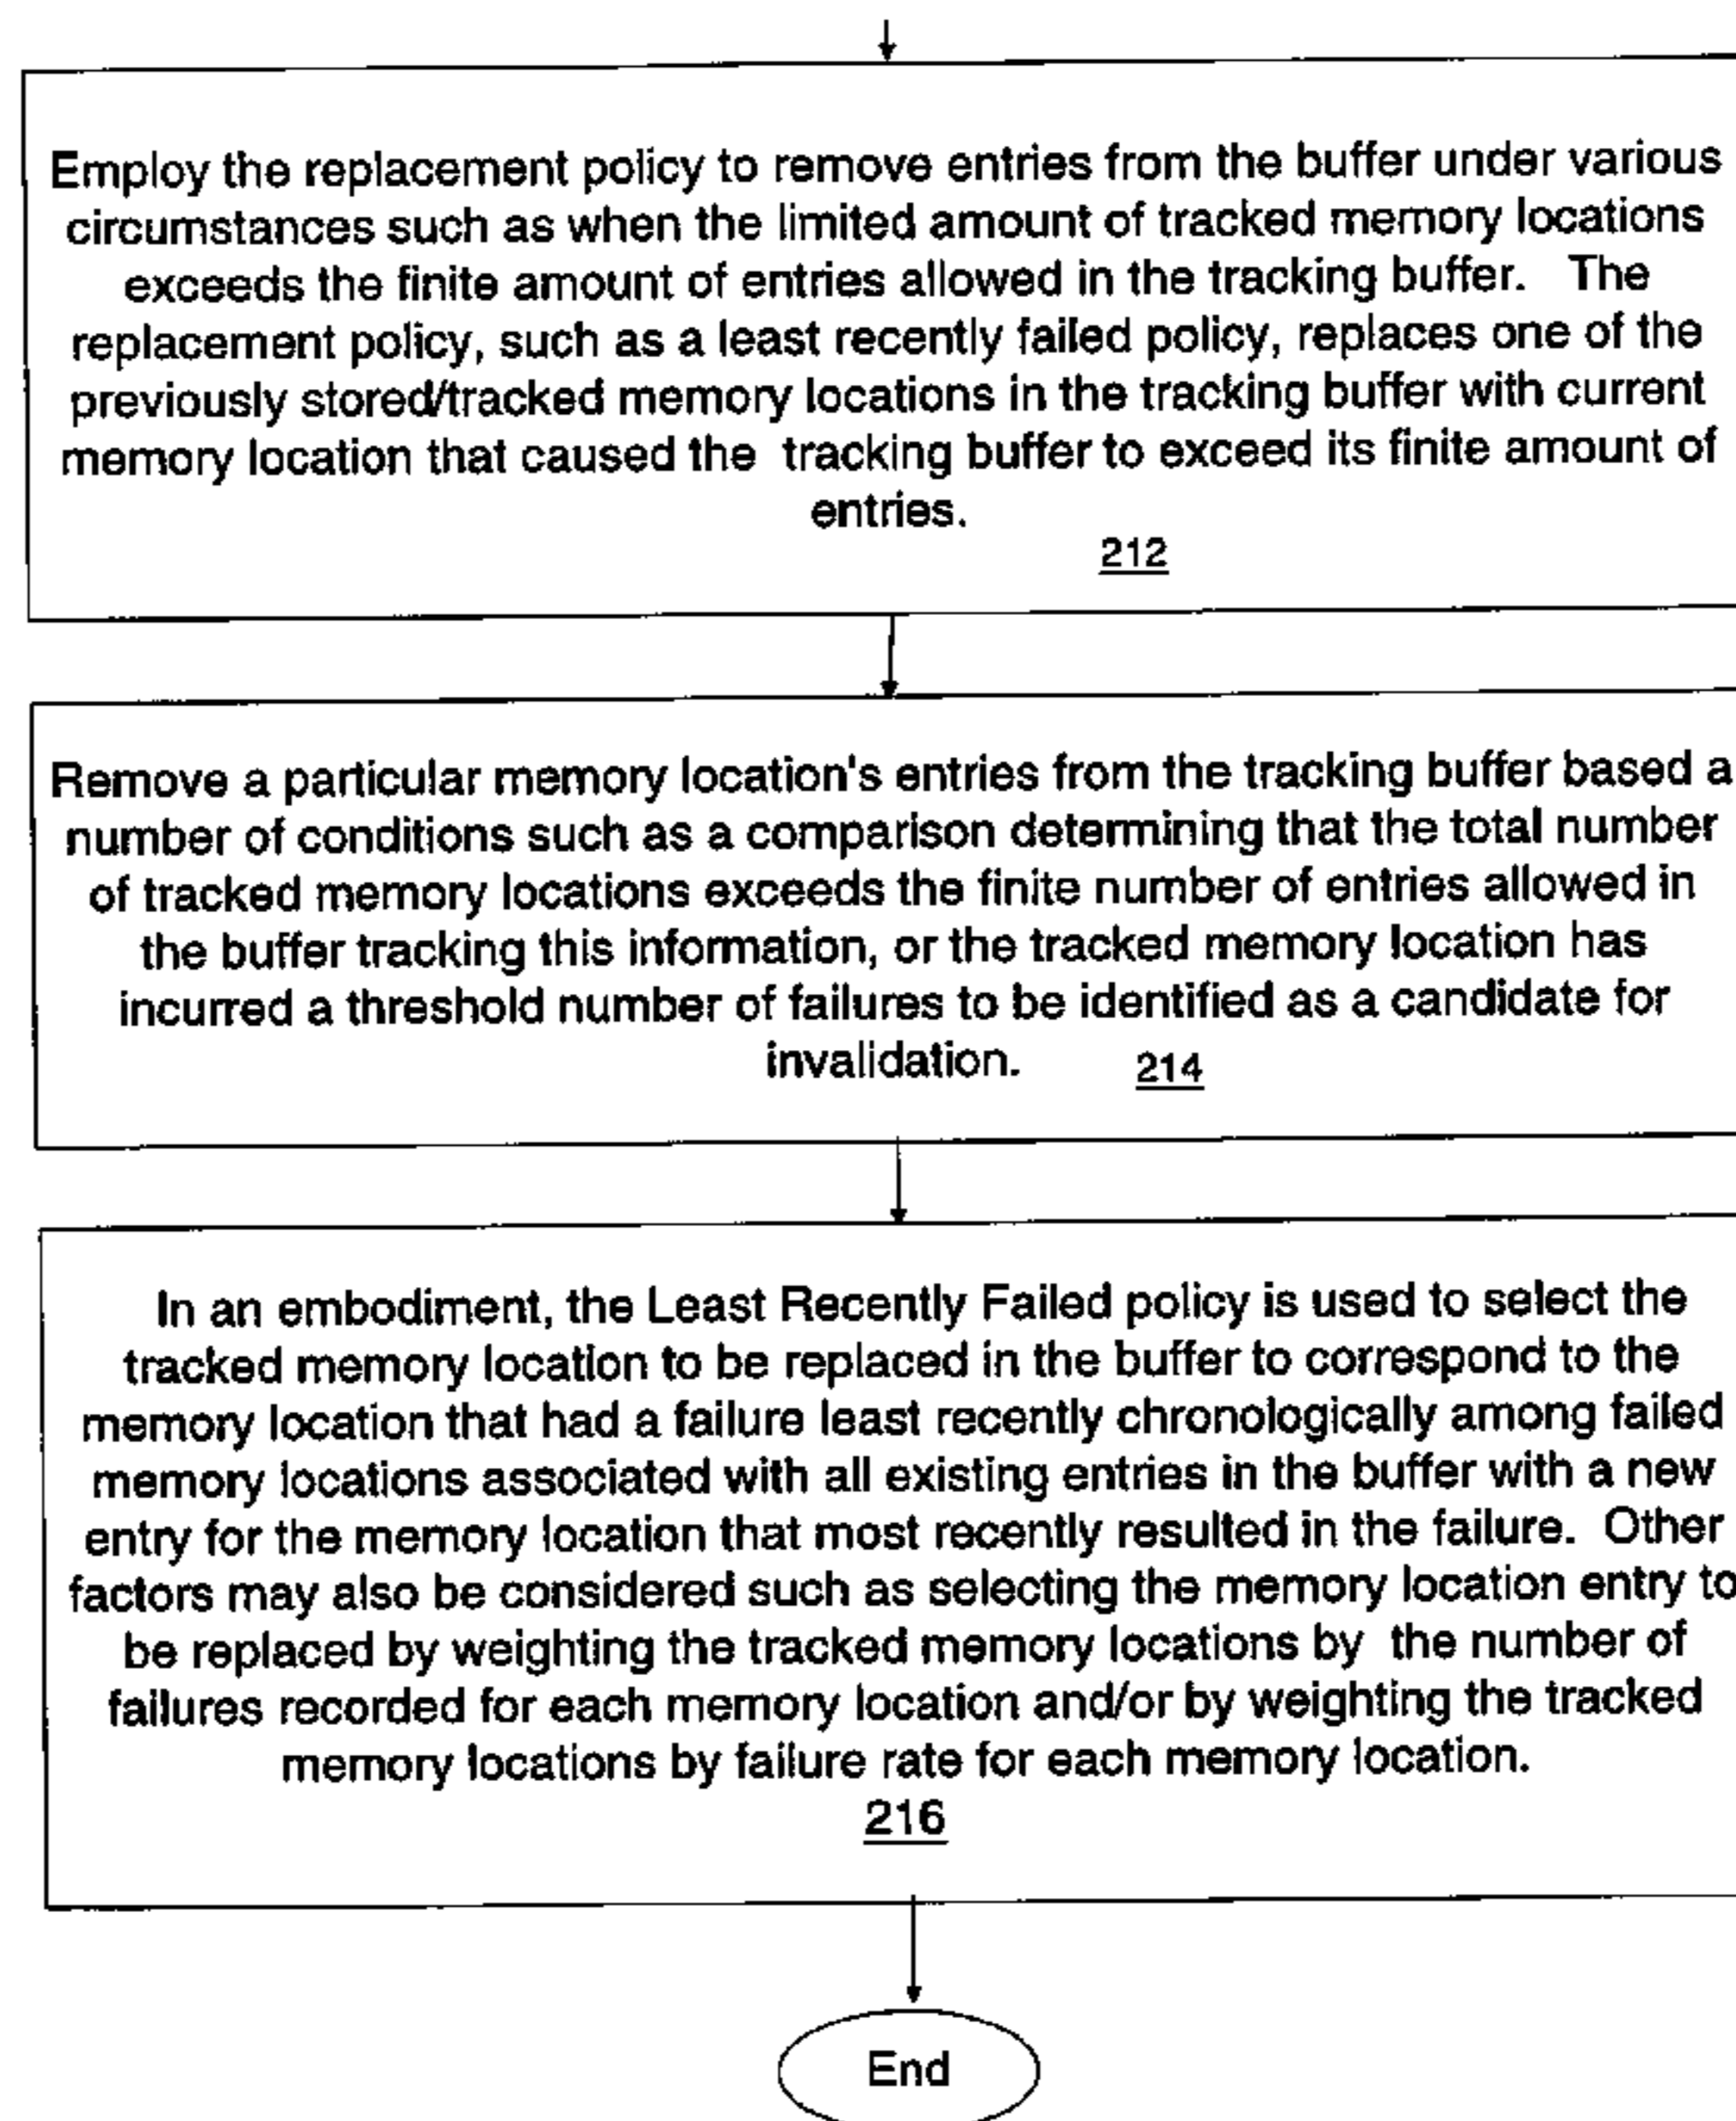 Employ the replacement policy to remove entries from the buffer under various
circumstances such as when the limited amount of tracked memory locations
exceeds the finite amount of entries allowed in the tracking buffer. The
replacement policy, such as a least recently failed policy, replaces one of the
previously stored/tracked memory locations in the tracking buffer with current
memory location that caused the tracking buffer to exceed its finite amount of
entries.
212
Remove a particular memory location's entries from the tracking buffer based a
number of conditions such as a comparison determining that the total number
of tracked memory locations exceeds the finite number of entries allowed in
the buffer tracking this information, or the tracked memory location has
incurred a threshold number of failures to be identified as a candidate for
invalidation. 214
In an embodiment, the Least Recently Failed policy is used to select the
tracked memory location to be replaced in the buffer to correspond to the
memory location that had a failure least recently chronologically among failed
memory locations associated with all existing entries in the buffer with a new
entry for the memory location that most recently resulted in the failure. Other
factors may also be considered such as selecting the memory location entry to
be replaced by weighting the tracked memory locations by the number of
failures recorded for each memory location and/or by weighting the tracked
memory locations by failure rate for each memory location.
216
End